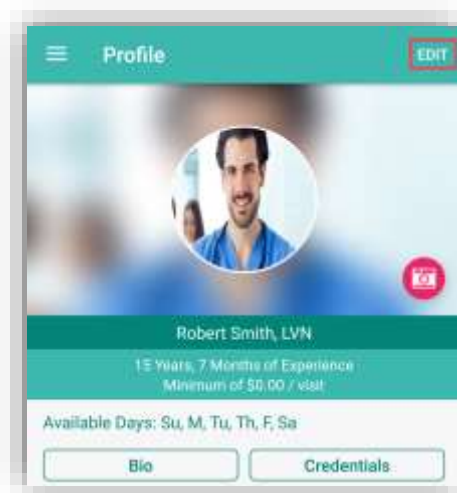 Profile
EDIT
Robert Smith, LVN
15 Years, 7 Months of Experience
Minimum of $0.00 / visit
Available Days: Su, M, Tu, Th, F, Sa
Bio
Credentials